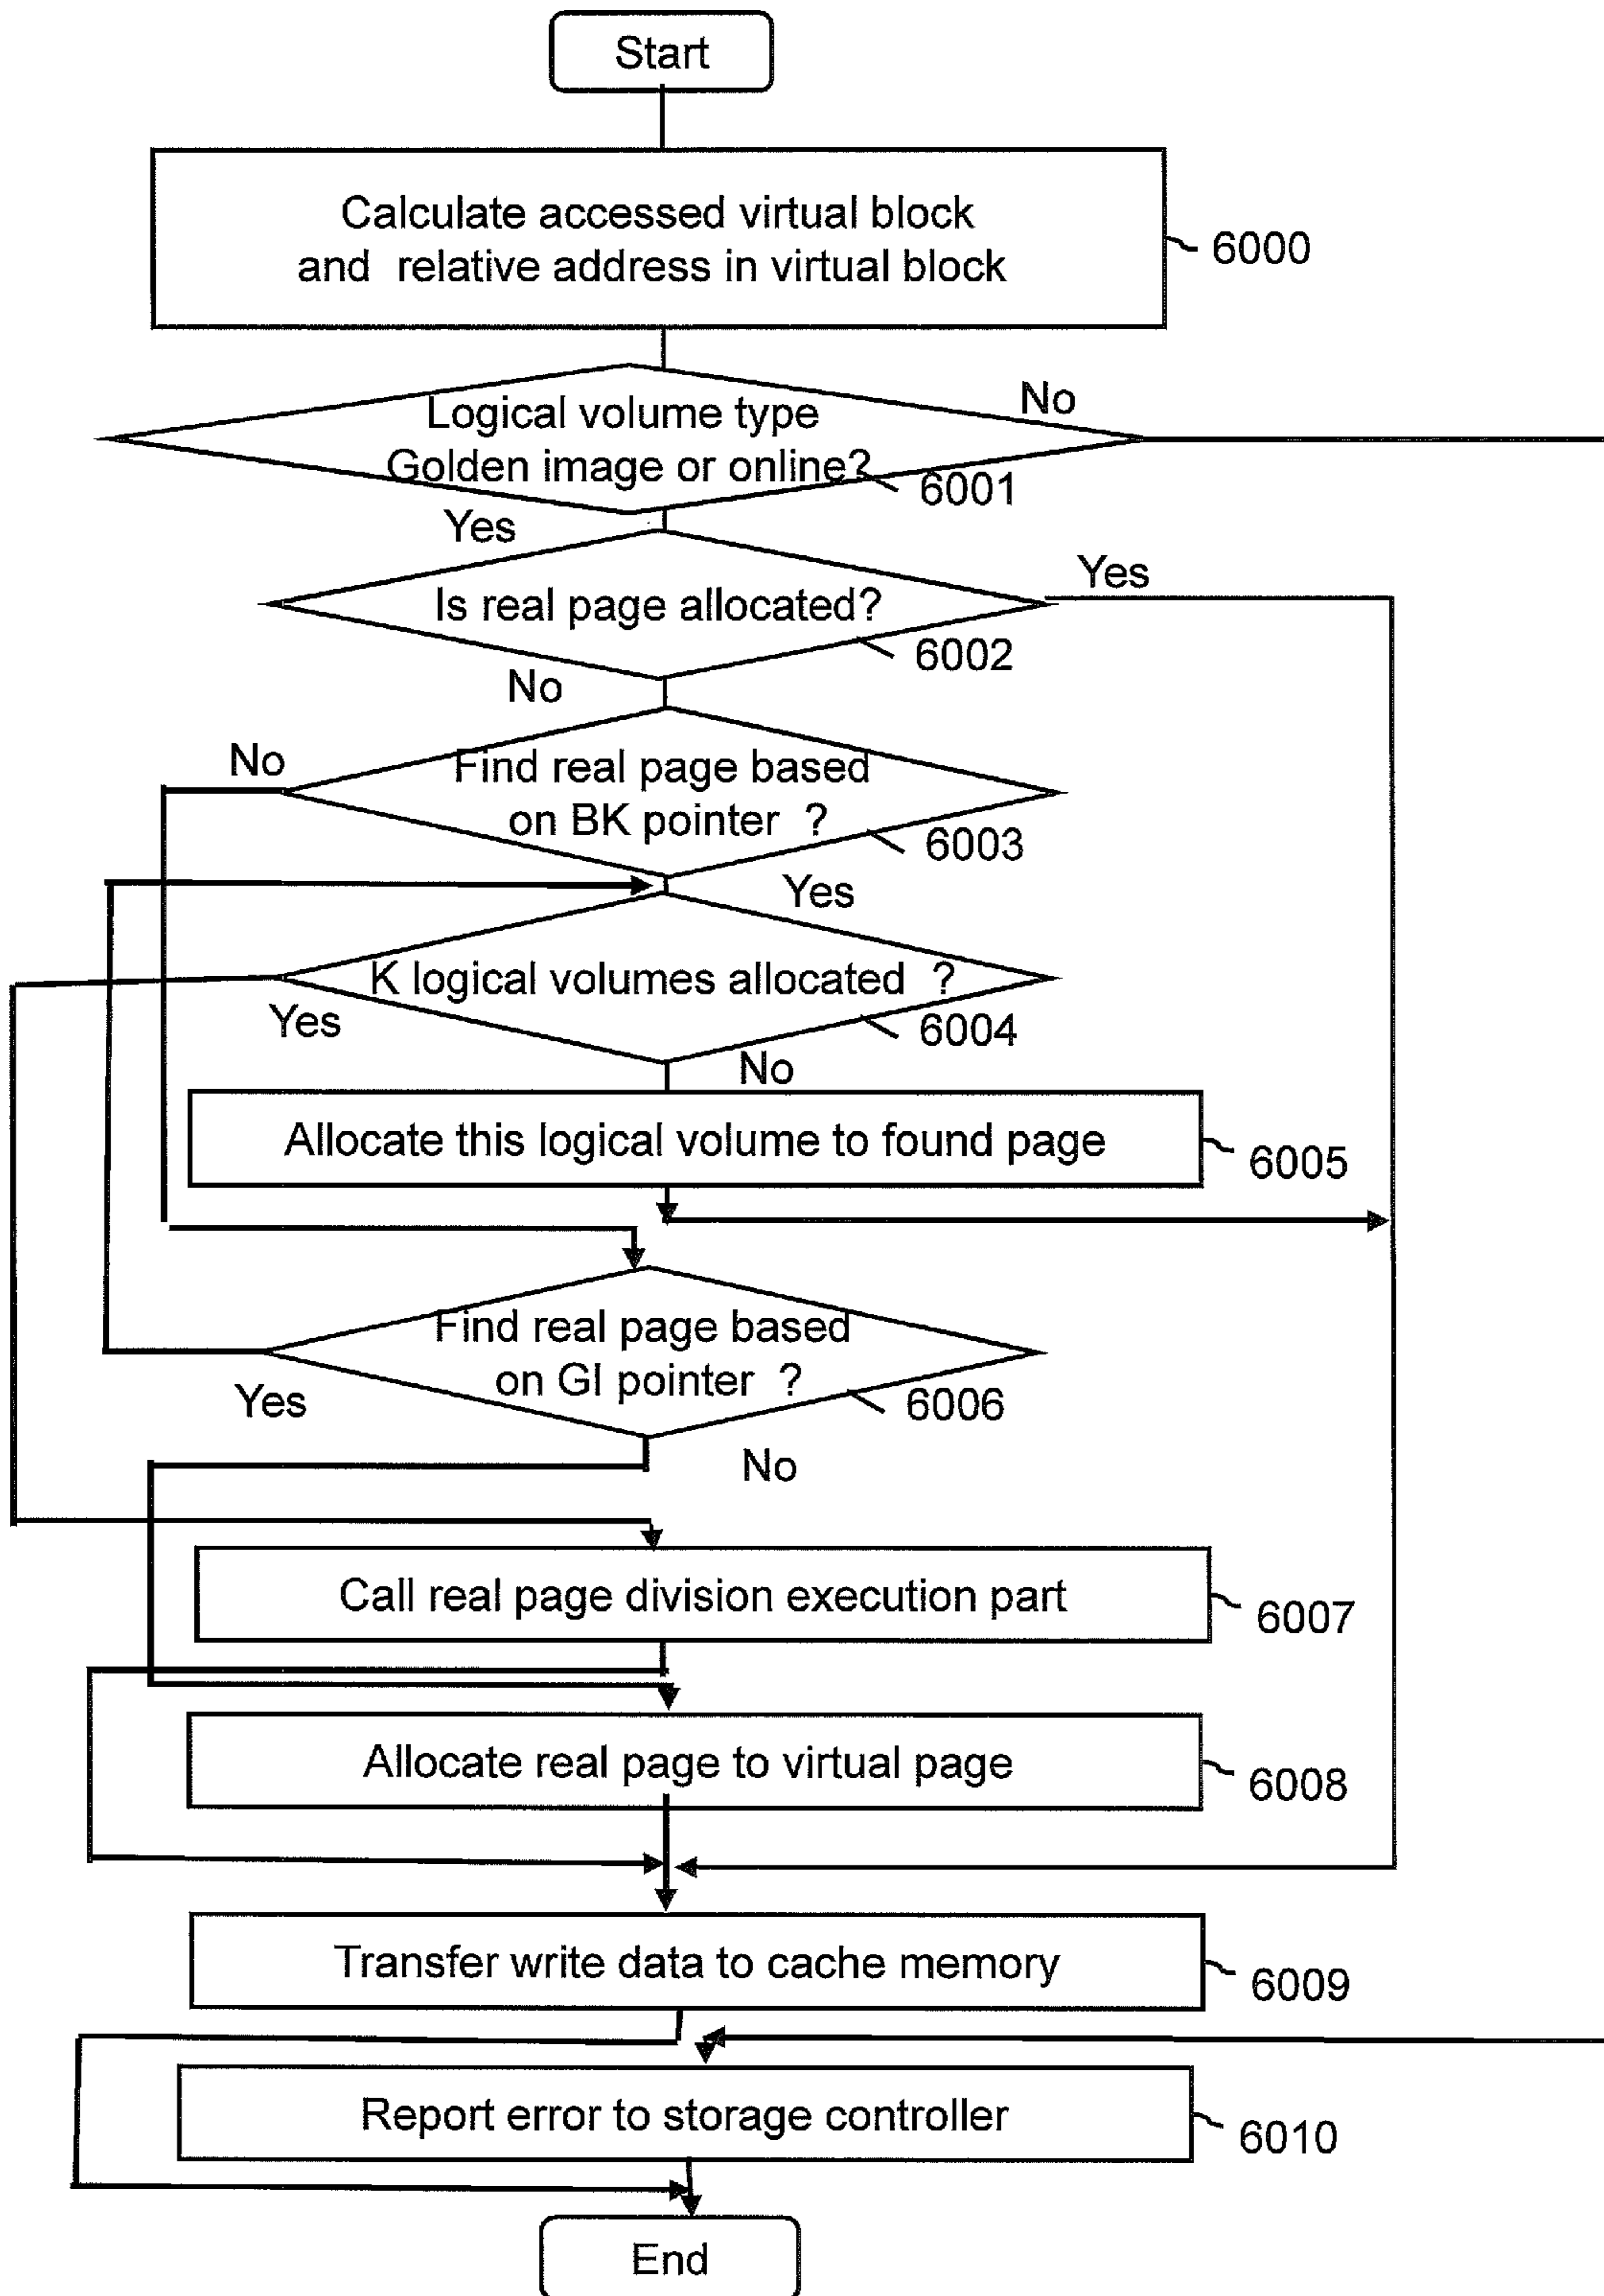 Start
Calculate accessed virtual block
and relative address in virtual block
6000
No
Logical volume type
Golden image or online?
6001
Yes
Yes
Is real page allocated?
6002
No
No
Find real page based
on BK pointer ?
6003
Yes
K logical volumes allocated ?
Yes
6004
No
Allocate this logical volume to found page
6005
Find real page based
on GI pointer ?
Yes
6006
No
Call real page division execution part
6007
Allocate real page to virtual page
6008
Transfer write data to cache memory
6009
Report error to storage controller
6010
End